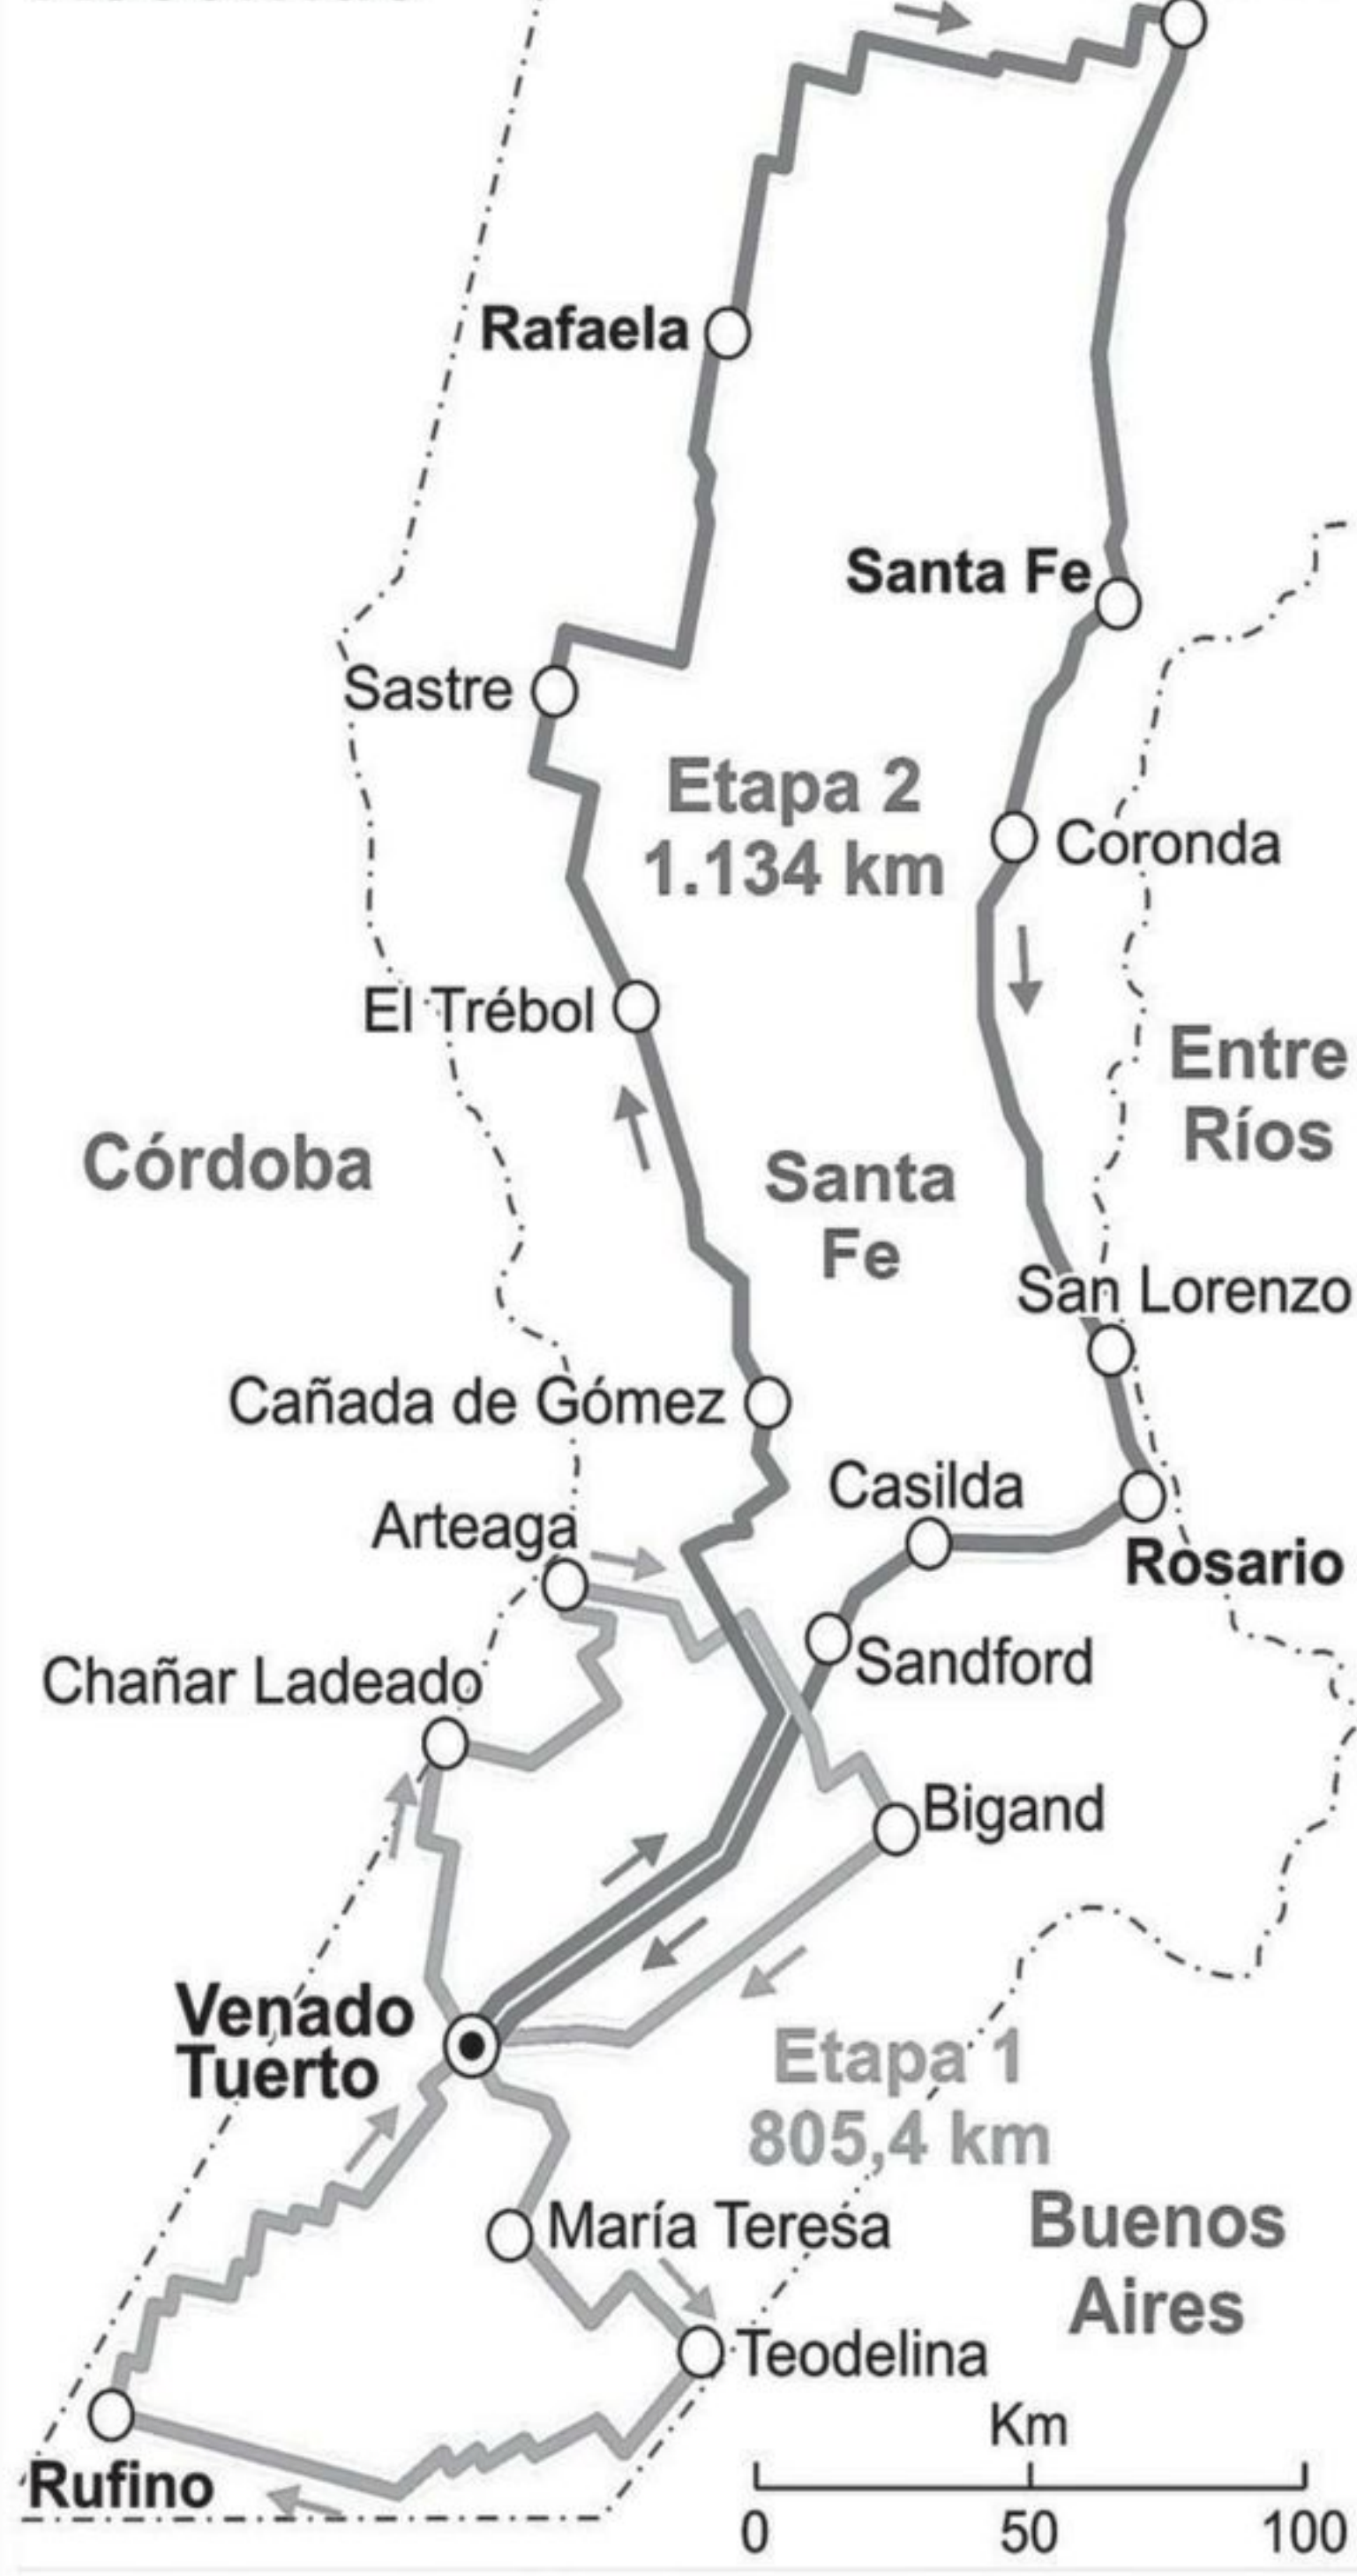 Rafaela
Santa Fe
Sastre
Etapa 2
1.134 km
Coronda
El Trébol
Entre
Ríos
Córdoba
Santa
Fe
San Lorenzo
Cañada de Gómez
Casilda
Arteaga
Rosario
Sandford
Chañar Ladeado
Bigand
Venado
Tuerto
Etapa 1
805,4 km
María Teresa
Buenos
Aires
Teodelina
Km
Rufino
0 50 100